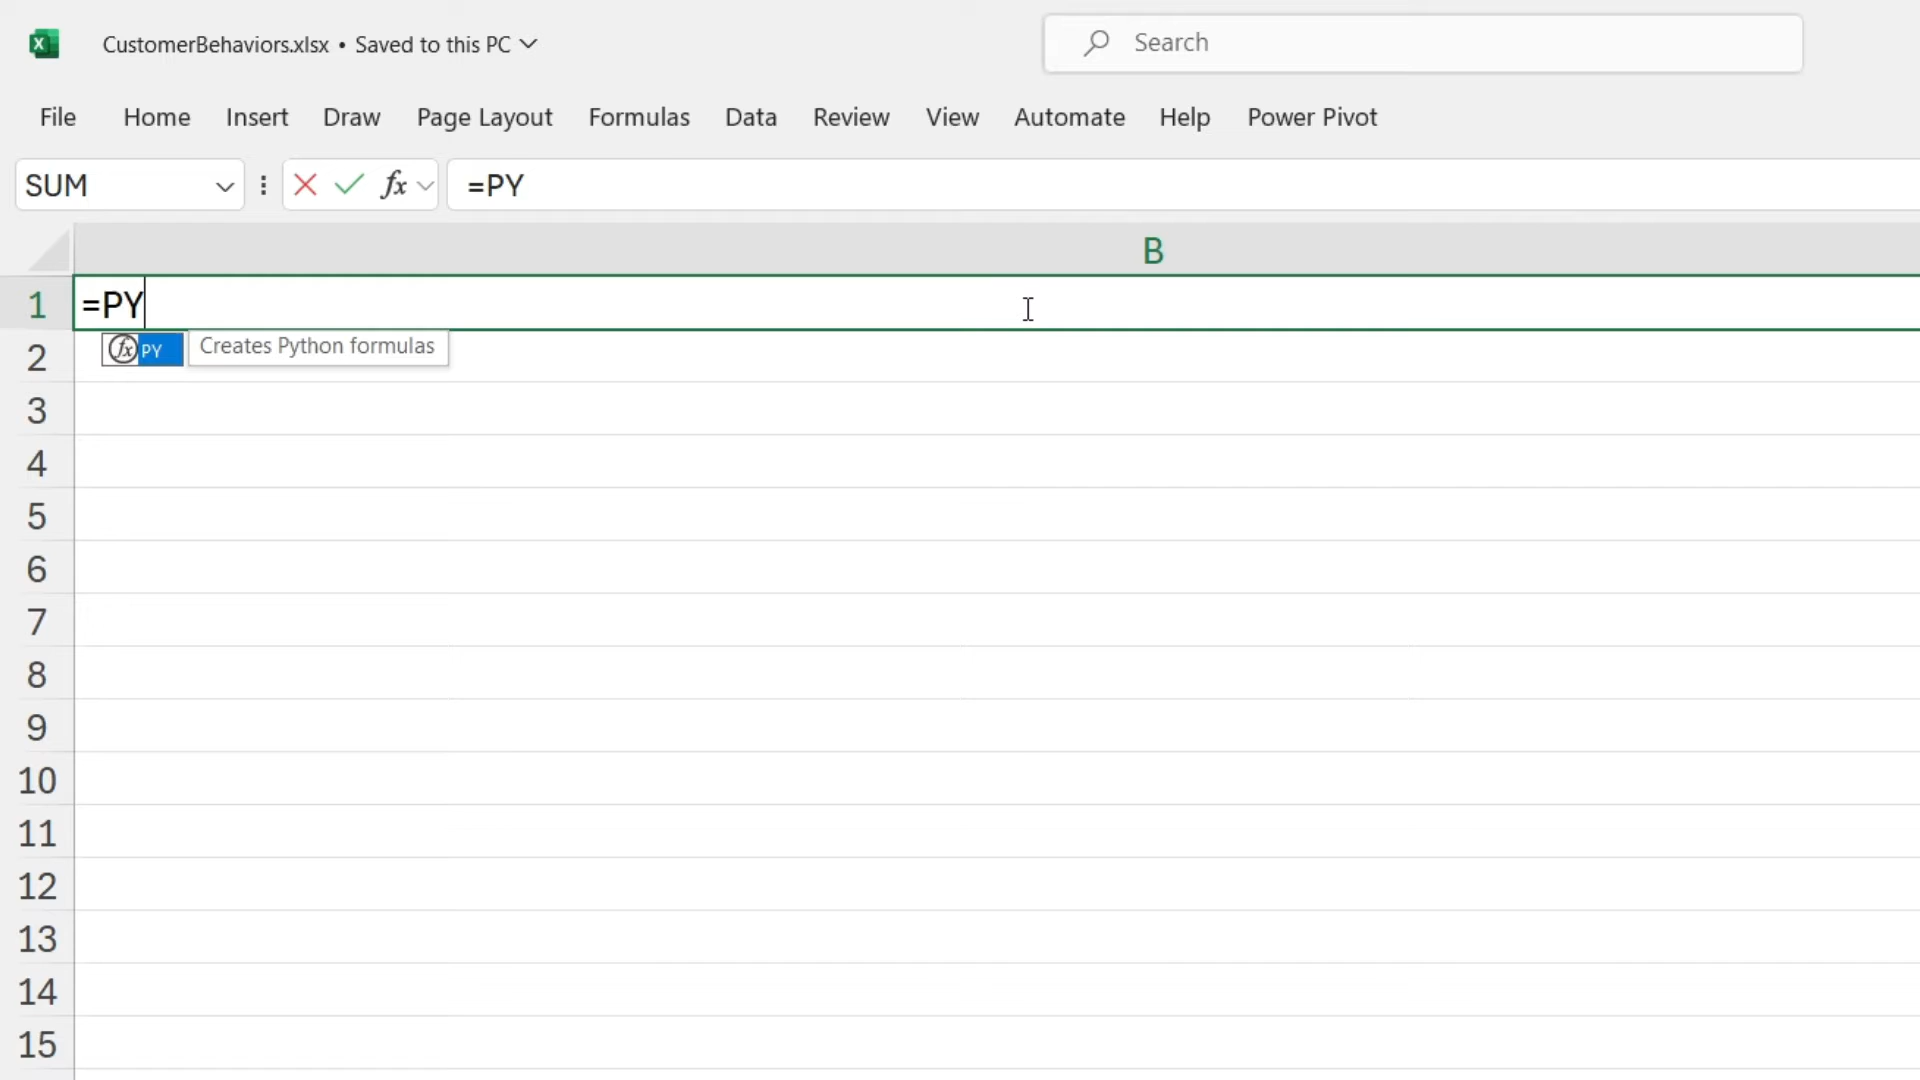 CustomerBehaviors.xlsx • Saved to this PC
Search
File Home Insert Draw Page Layout Formulas Data Review View Automate Help Power Pivot
SUM fx =PY
B
1 =PY
fx PY Creates Python formulas
2
3
4
5
6
7
8
9
10
11
12
13
14
15